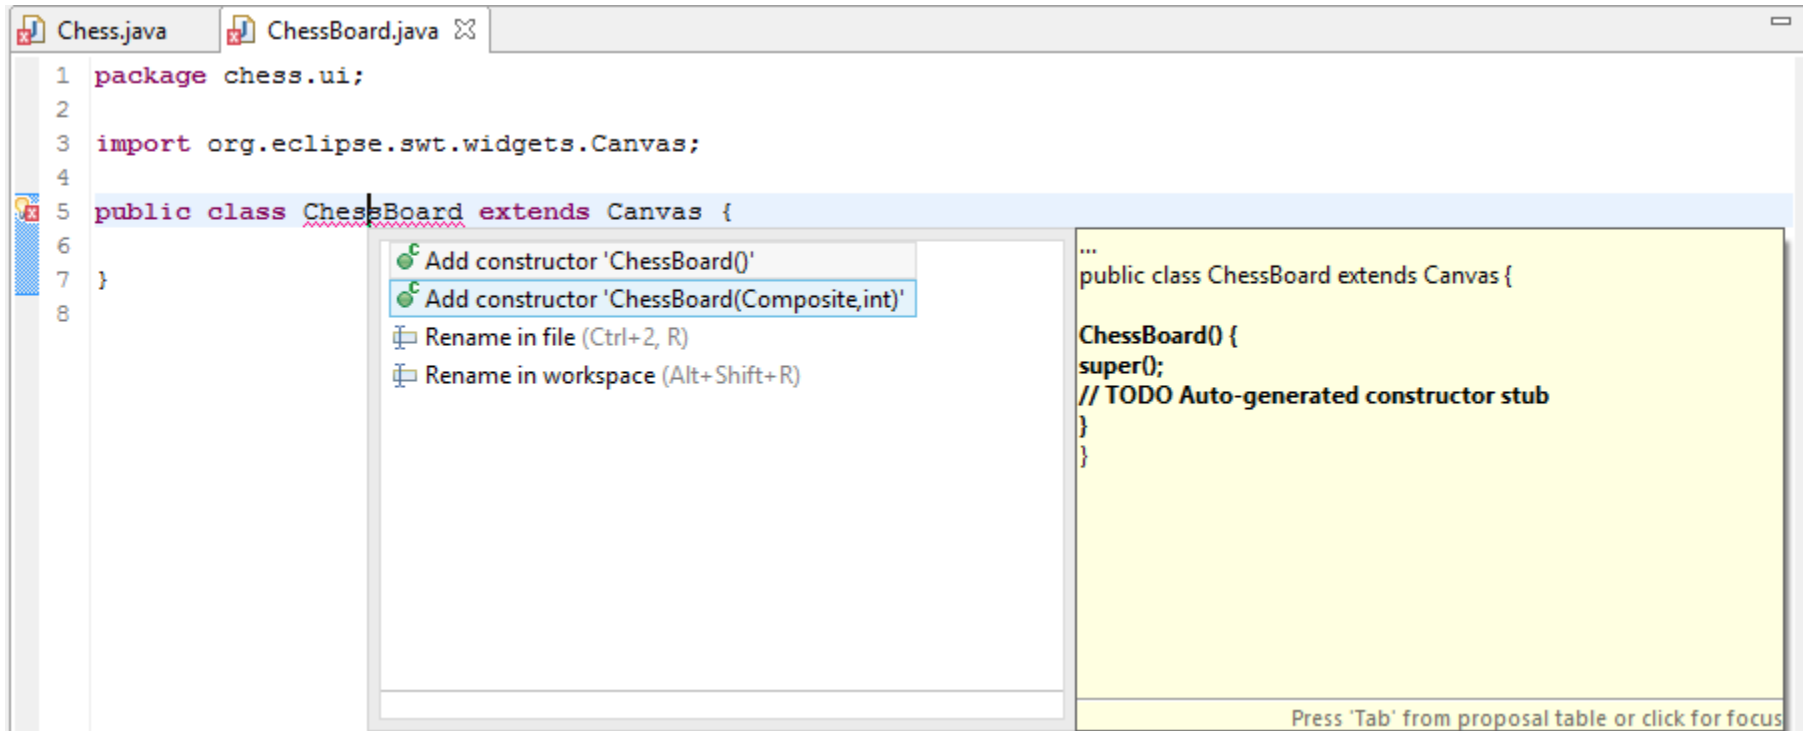 Chess.java
ChessBoard.java
1 package chess.ui;
2
3 import org.eclipse.swt.widgets.Canvas;
4
5 public class ChessBoard extends Canvas {
6
7 }
8
Add constructor 'ChessBoard()'
Add constructor 'ChessBoard(Composite,int)'
Rename in file (Ctrl+2, R)
Rename in workspace (Alt+Shift+R)
...
public class ChessBoard extends Canvas {
ChessBoard() {
super();
// TODO Auto-generated constructor stub
}
}
Press 'Tab' from proposal table or click for focus